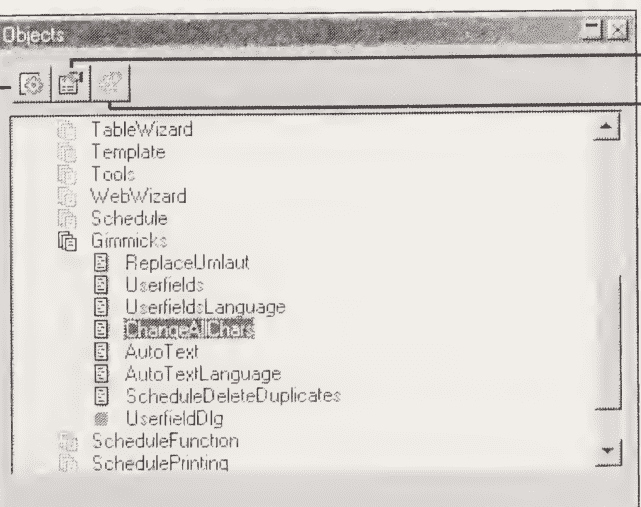 Objects
TableWizard
Template
Tools
WebWizard
Schedule
Gimmicks
ReplaceUmlaut
Userfields
UserfieldsLanguage
ChangeAllChars
AutoText
AutoTextLanguage
ScheduleDeleteDuplicates
UserfieldDlg
ScheduleFunction
SchedulePrinting